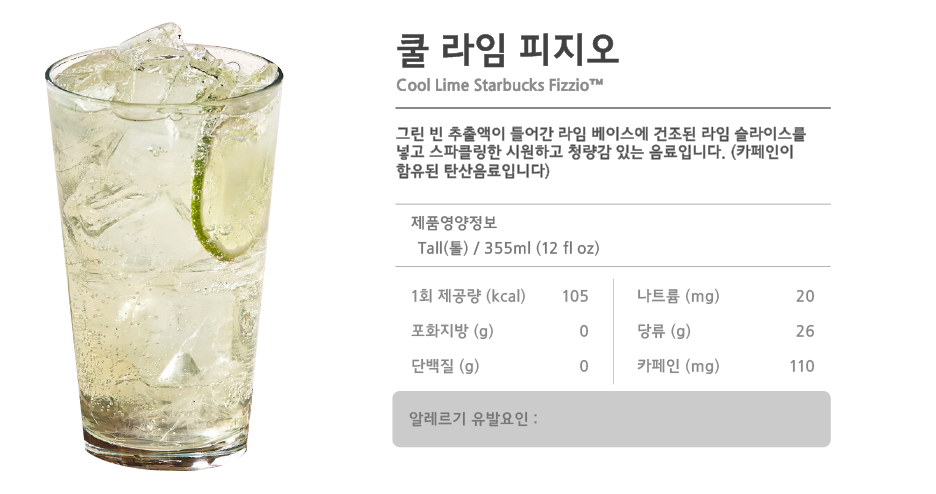 쿨 라임 피지오
Cool Lime Starbucks Fizzio™
그린 빈 추출액이 들어간 라임 베이스에 건조된 라임 슬라이스를
넣고 스파클링한 시원하고 청량감 있는 음료입니다. (카페인이
함유된 탄산음료입니다)
제품영양정보
Tall(톨) / 355ml (12 fl oz)
1회 제공량 (kcal) 105 나트륨 (mg) 20
포화지방 (g) 0 당류 (g) 26
단백질 (g) 0 카페인 (mg) 110
알레르기 유발요인 :